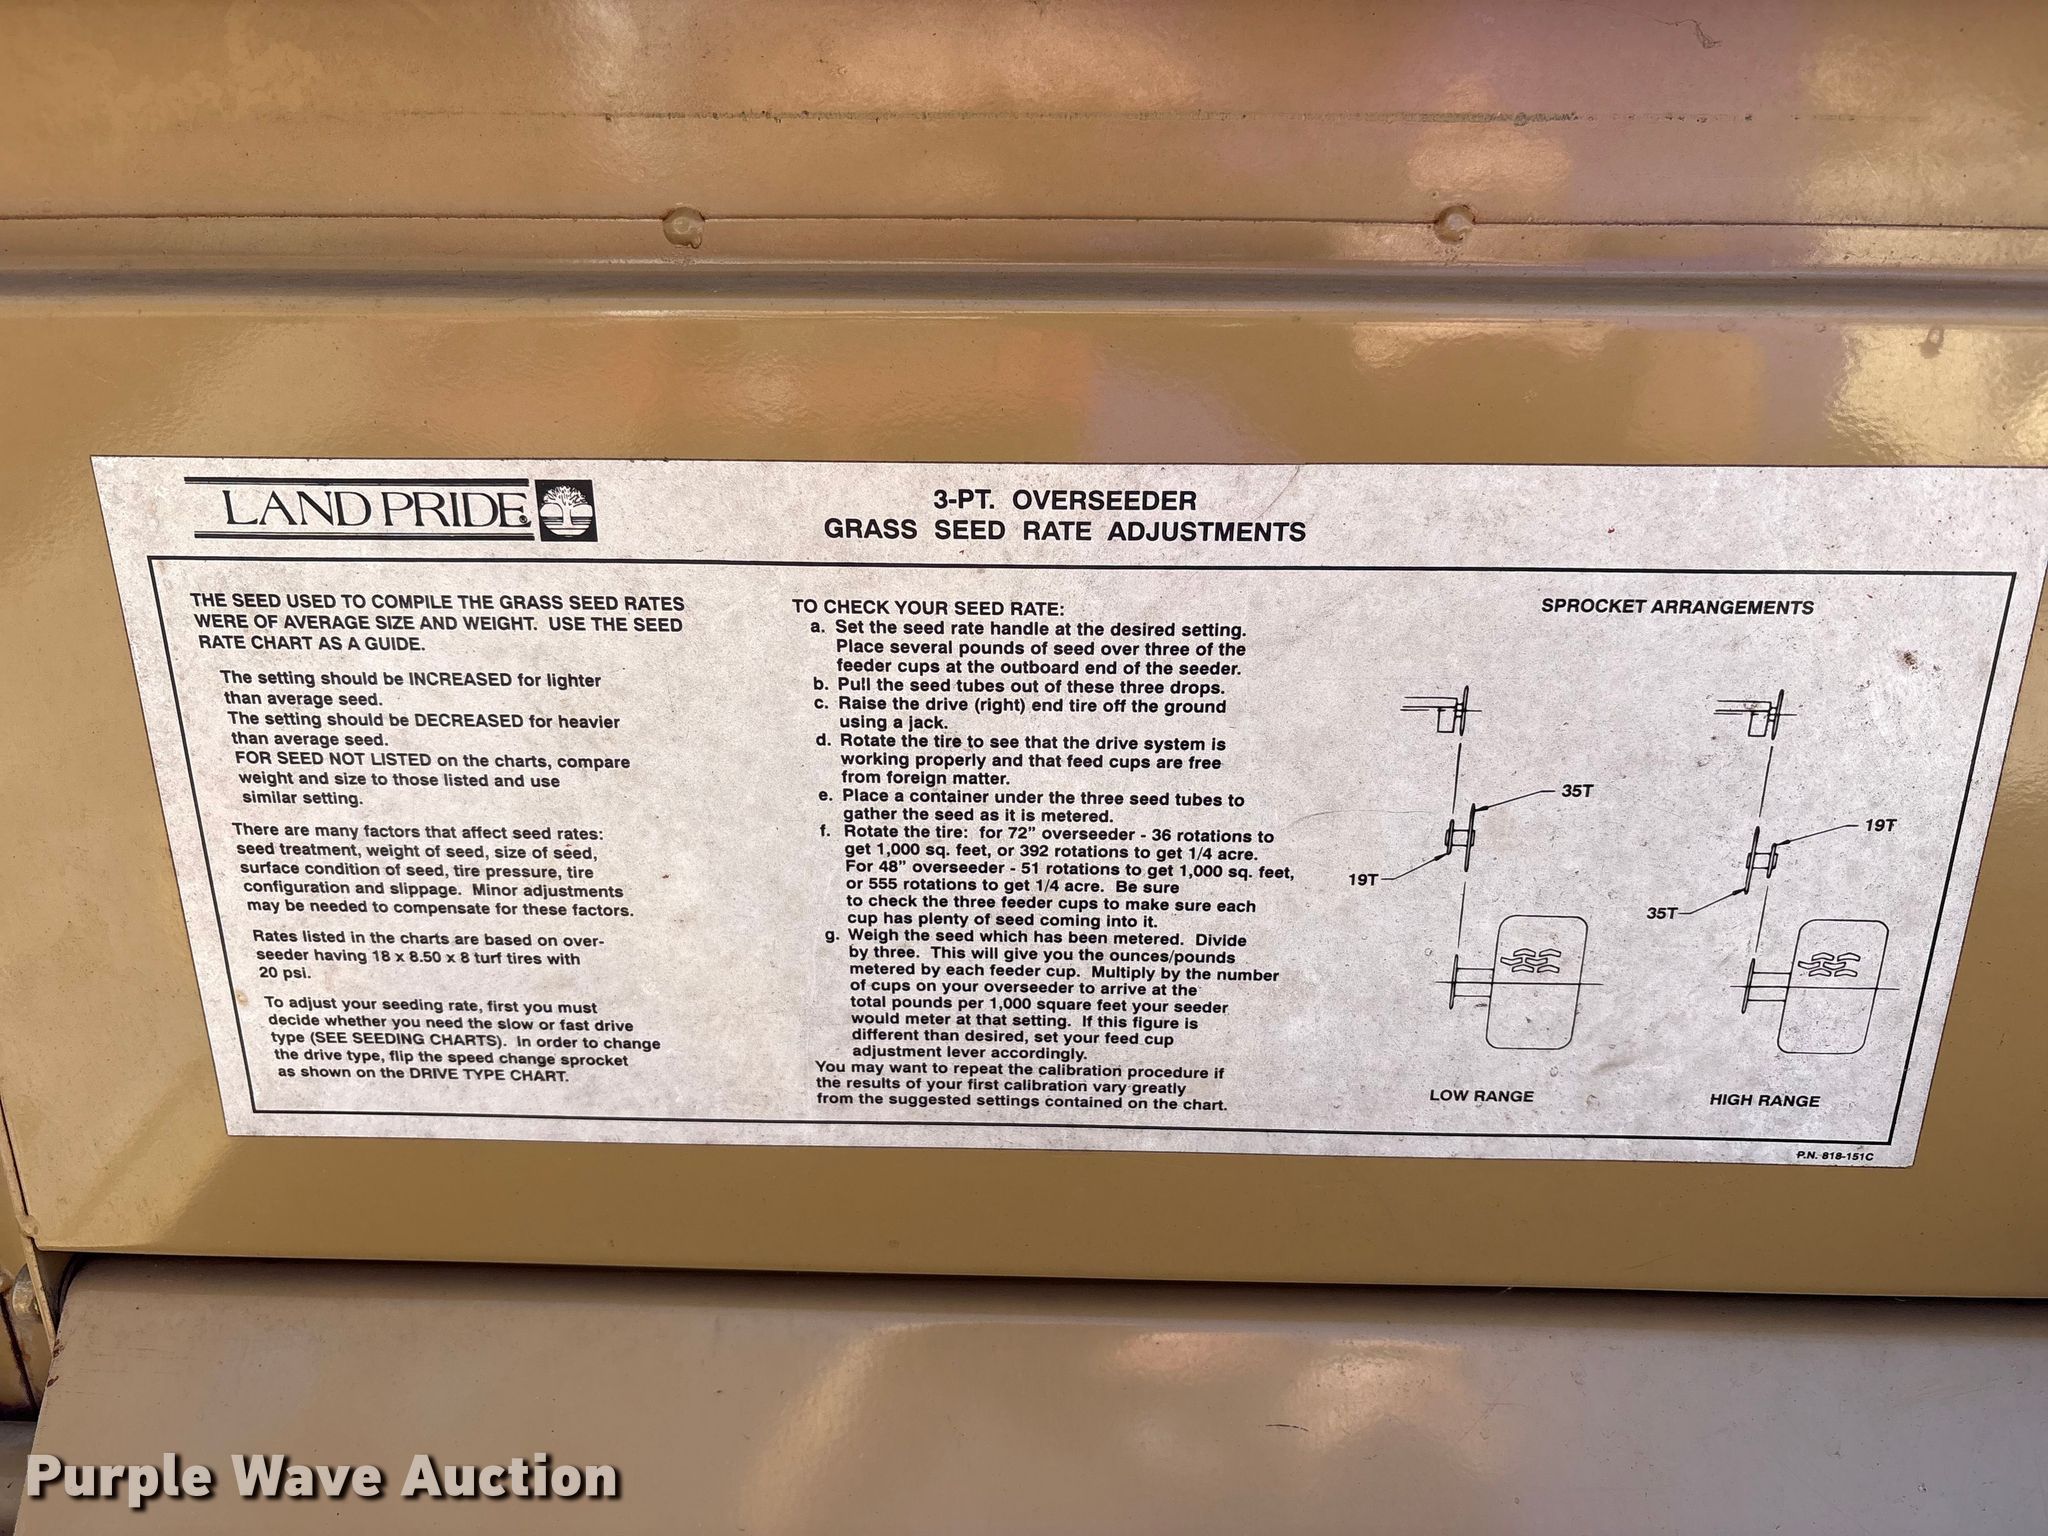 LAND PRIDE®
3-PT. OVERSEEDER
GRASS SEED RATE ADJUSTMENTS
THE SEED USED TO COMPILE THE GRASS SEED RATES
WERE OF AVERAGE SIZE AND WEIGHT. USE THE SEED
RATE CHART AS A GUIDE.
The setting should be INCREASED for lighter
than average seed.
The setting should be DECREASED for heavier
than average seed.
FOR SEED NOT LISTED on the charts, compare
weight and size to those listed and use
similar setting.
There are many factors that affect seed rates:
seed treatment, weight of seed, size of seed,
surface condition of seed, tire pressure, tire
configuration and slippage. Minor adjustments
may be needed to compensate for these factors.
Rates listed in the charts are based on over-
seeder having 18 x 8.50 x 8 turf tires with
20 psi.
To adjust your seeding rate, first you must
decide whether you need the slow or fast drive
type (SEE SEEDING CHARTS). In order to change
the drive type, flip the speed change sprocket
as shown on the DRIVE TYPE CHART.
TO CHECK YOUR SEED RATE:
a. Set the seed rate handle at the desired setting.
Place several pounds of seed over three of the
feeder cups at the outboard end of the seeder.
b. Pull the seed tubes out of these three drops.
c. Raise the drive (right) end tire off the ground
using a jack.
d. Rotate the tire to see that the drive system is
working properly and that feed cups are free
from foreign matter.
e. Place a container under the three seed tubes to
gather the seed as it is metered.
f. Rotate the tire: for 72" overseeder - 36 rotations to
get 1,000 sq. feet, or 392 rotations to get 1/4 acre.
For 48" overseeder - 51 rotations to get 1,000 sq. feet,
or 555 rotations to get 1/4 acre. Be sure
to check the three feeder cups to make sure each
cup has plenty of seed coming into it.
g. Weigh the seed which has been metered. Divide
by three. This will give you the ounces/pounds
metered by each feeder cup. Multiply by the number
of cups on your overseeder to arrive at the
total pounds per 1,000 square feet your seeder
would meter at that setting. If this figure is
different than desired, set your feed cup
adjustment lever accordingly.
You may want to repeat the calibration procedure if
the results of your first calibration vary greatly
from the suggested settings contained on the chart.
SPROCKET ARRANGEMENTS
35T
19T
LOW RANGE
19T
35T
HIGH RANGE
P.N. 818-151C
Purple Wave Auction